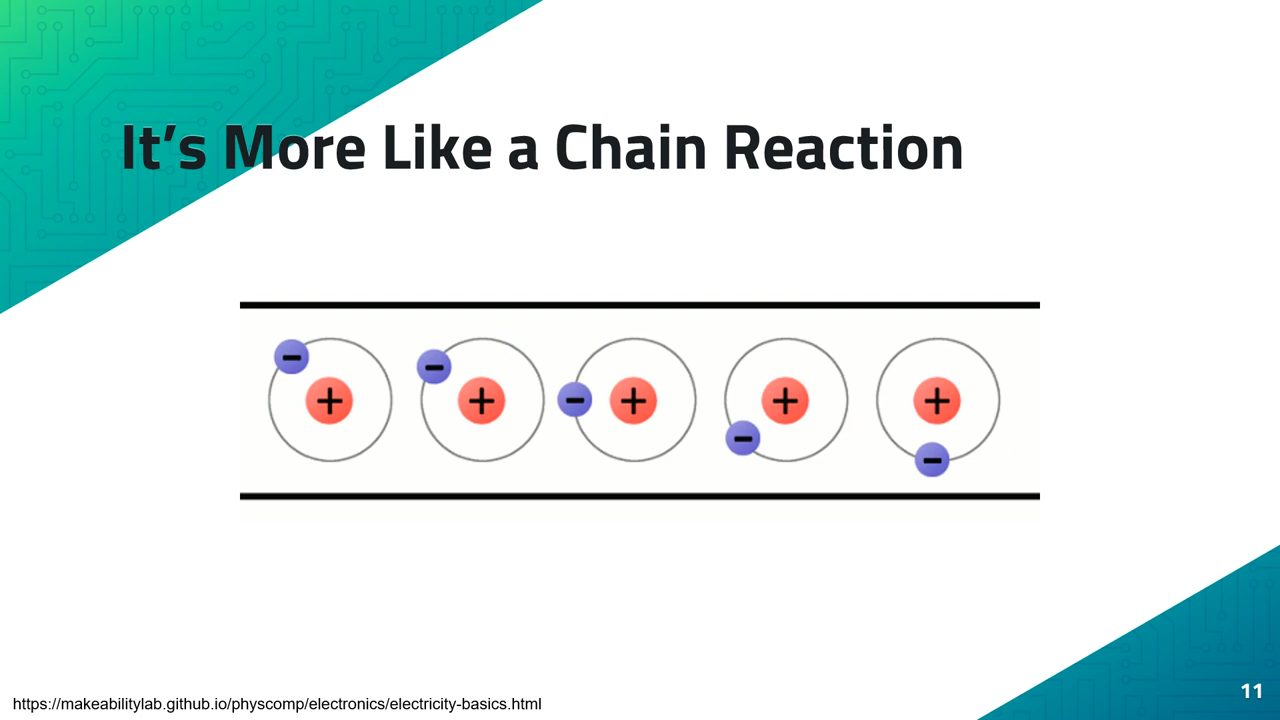 It’s More Like a Chain Reaction
− − − − −
+ + + + +
https://makeabilitylab.github.io/physcomp/electronics/electricity-basics.html
11